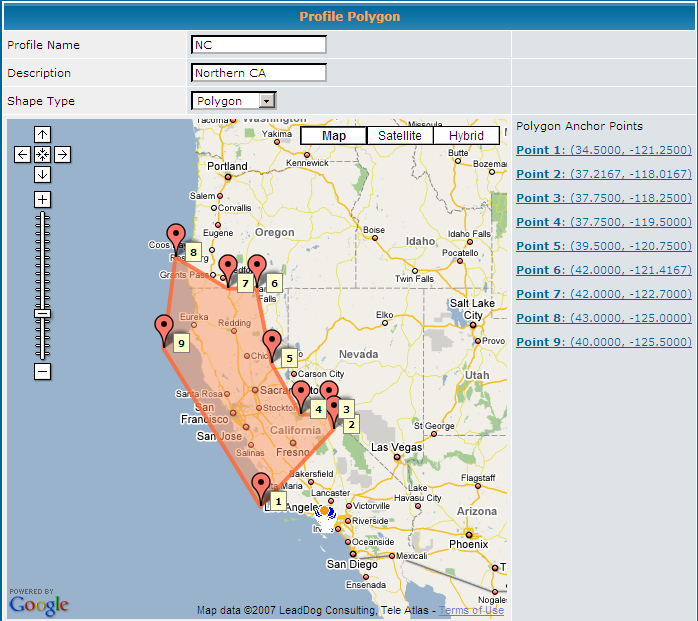 Profile Polygon
Profile Name NC
Description Northern CA
Shape Type Polygon
Map Satellite Hybrid
Tacoma Washington
Yakima
Missoula
Kennewick
Butte
Bozeman
Portland
Salem
Corvallis
Eugene
Oregon
Boise
Idaho
Idaho Falls
Pocatello
Twin Falls
Coos
Roseburg
8
Grants Pass
7
6
Falls
Salt Lake
City
Provo
Eureka
Redding
Elko
9
Chico
5
Nevada
Utah
Carson City
Santa Rosa
Sacramento
San
Francisco
Stockton
4
3
2
San Jose
California
Salinas
Fresno
St George
Las Vegas
Bakersfield
Maria
1
Lancaster
Lake
Havasu City
Flagstaff
Los Angeles
Victorville
Riverside
Arizona
Oceanside
Phoenix
San Diego
Mexicali
Ensenada
Nogales
POWERED BY
Google
Map data ©2007 LeadDog Consulting, Tele Atlas - Terms of Use
Polygon Anchor Points
Point 1: (34.5000, -121.2500)
Point 2: (37.2167, -118.0167)
Point 3: (37.7500, -118.2500)
Point 4: (37.7500, -119.5000)
Point 5: (39.5000, -120.7500)
Point 6: (42.0000, -121.4167)
Point 7: (42.0000, -122.7000)
Point 8: (43.0000, -125.0000)
Point 9: (40.0000, -125.5000)